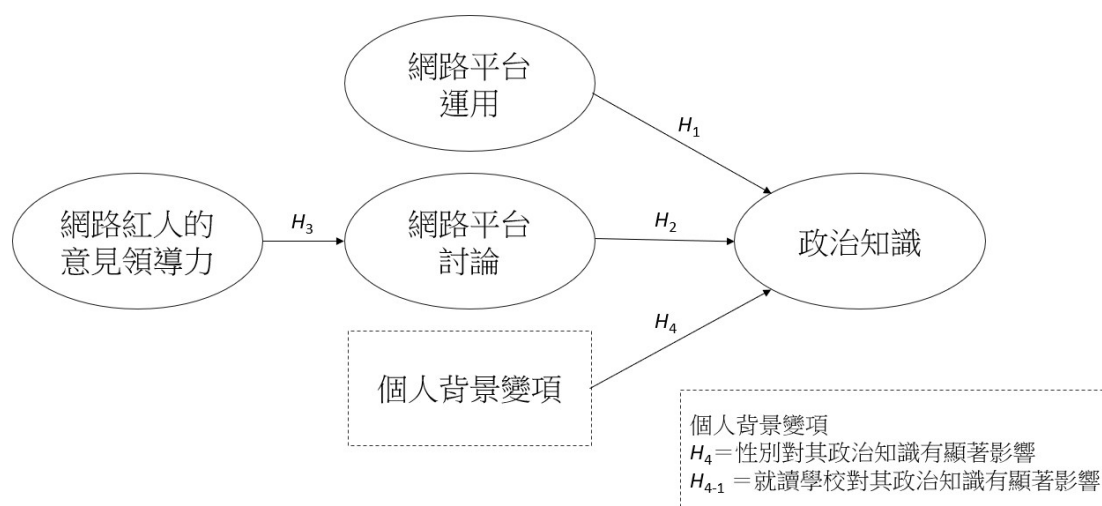 網路平台
運用
H1
網路紅人的
意見領導力
H3
網路平台
討論
H2
政治知識
H4
個人背景變項
個人背景變項
H4＝性別對其政治知識有顯著影響
H4-1＝就讀學校對其政治知識有顯著影響